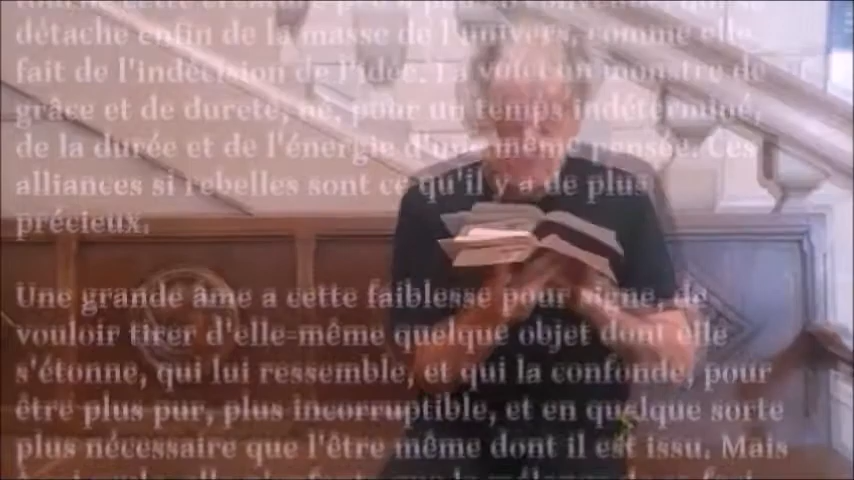 détache enfin de la masse de l'univers, comme elle
fait de l'indécision de l'idée. La voici un monstre de
grâce et de dureté, né, pour un temps indéterminé,
de la durée et de l'énergie d'une même pensée. Ces
alliances si rebelles sont ce qu'il y a de plus
précieux.
Une grande âme a cette faiblesse pour signe, de
vouloir tirer d'elle-même quelque objet dont elle
s'étonne, qui lui ressemble, et qui la confonde, pour
être plus pur, plus incorruptible, et en quelque sorte
plus nécessaire que l'être même dont il est issu. Mais